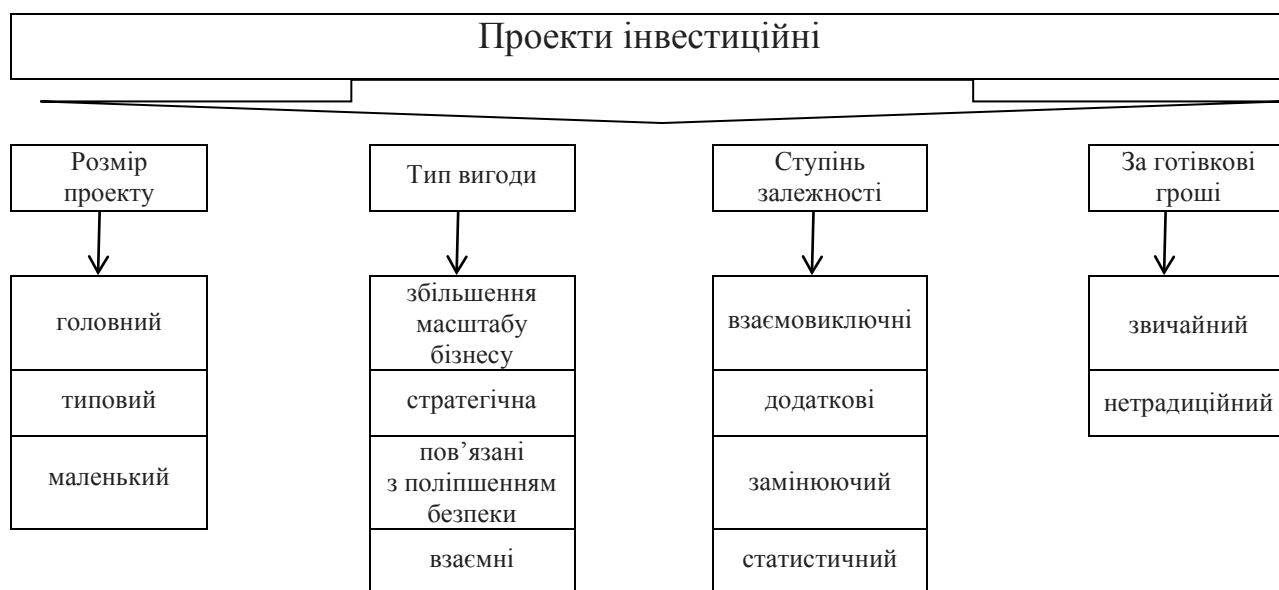 Проекти інвестиційні
Розмір
проекту
Тип вигоди
Ступінь
залежності
За готівкові
гроші
головний
типовий
маленький
збільшення
масштабу
бізнесу
стратегічна
пов’язані
з поліпшенням
безпеки
взаємні
взаємовиключні
додаткові
замінюючий
статистичний
звичайний
нетрадиційний